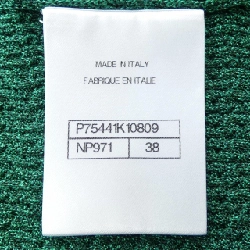 MADE IN ITALY
FABRIQUE EN ITALIE
P75441K10809
NP971 38